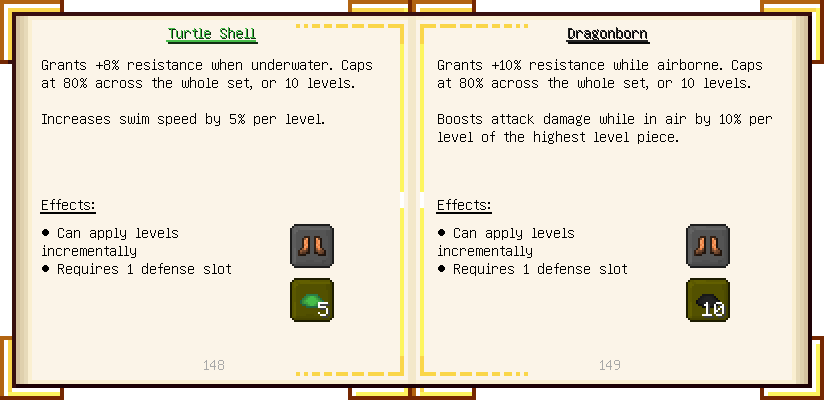 Turtle Shell
Grants +8% resistance when underwater. Caps
at 80% across the whole set, or 10 levels.
Increases swim speed by 5% per level.
Effects:
• Can apply levels
incrementally
• Requires 1 defense slot
5
148
Dragonborn
Grants +10% resistance while airborne. Caps
at 80% across the whole set, or 10 levels.
Boosts attack damage while in air by 10% per
level of the highest level piece.
Effects:
• Can apply levels
incrementally
• Requires 1 defense slot
10
149